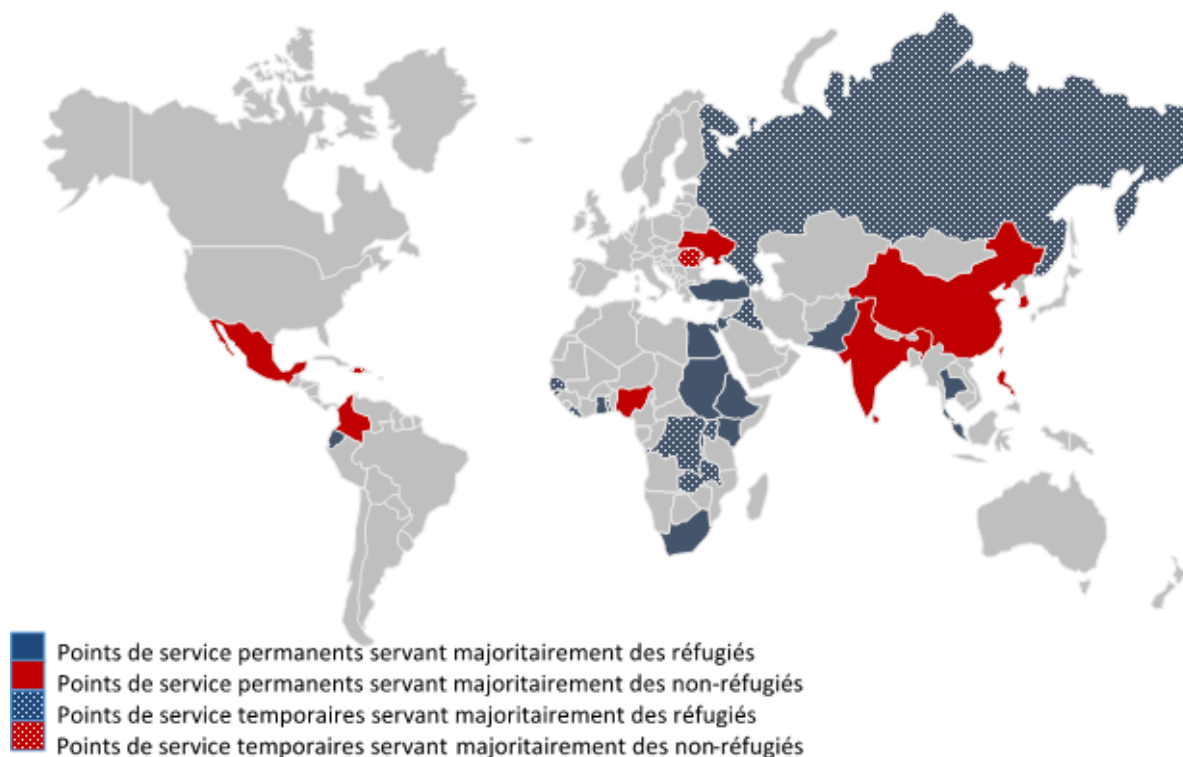 Points de service permanents servant majoritairement des réfugiés
Points de service permanents servant majoritairement des non-réfugiés
Points de service temporaires servant majoritairement des réfugiés
Points de service temporaires servant majoritairement des non-réfugiés